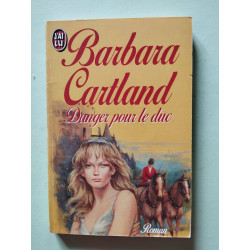 J'AI
LU
Barbara
Cartland
Danger pour le duc
Roman